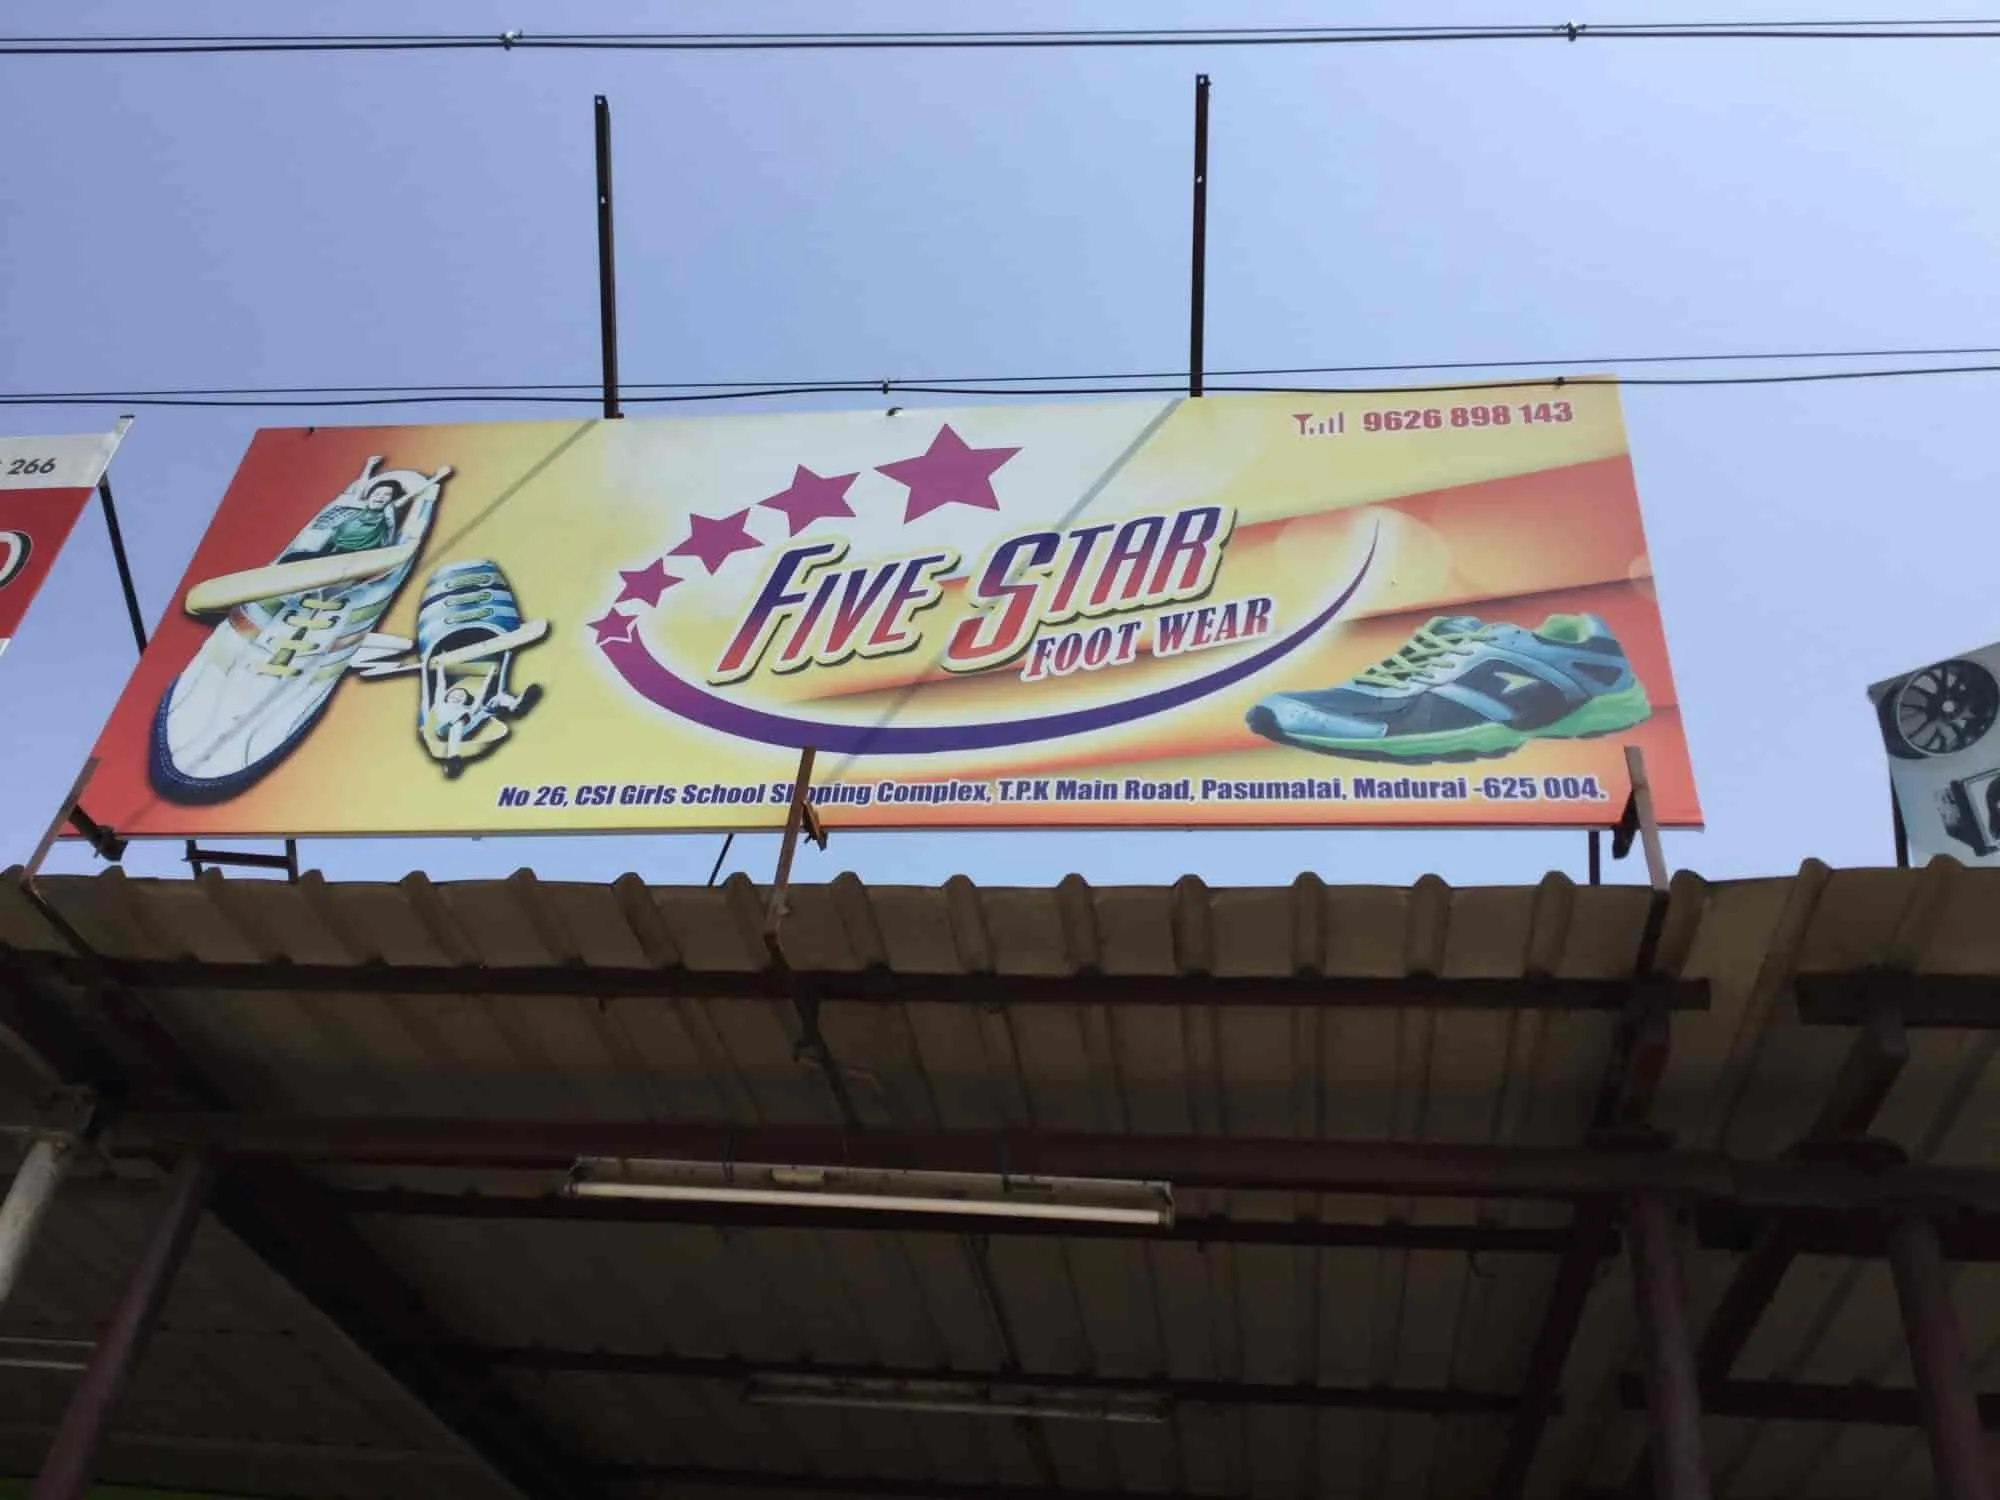 266
9626 898 143
FIVE STAR
FOOT WEAR
No 26, CSI Girls School Shopping Complex, T.P.K Main Road, Pasumalai, Madurai -625 004.